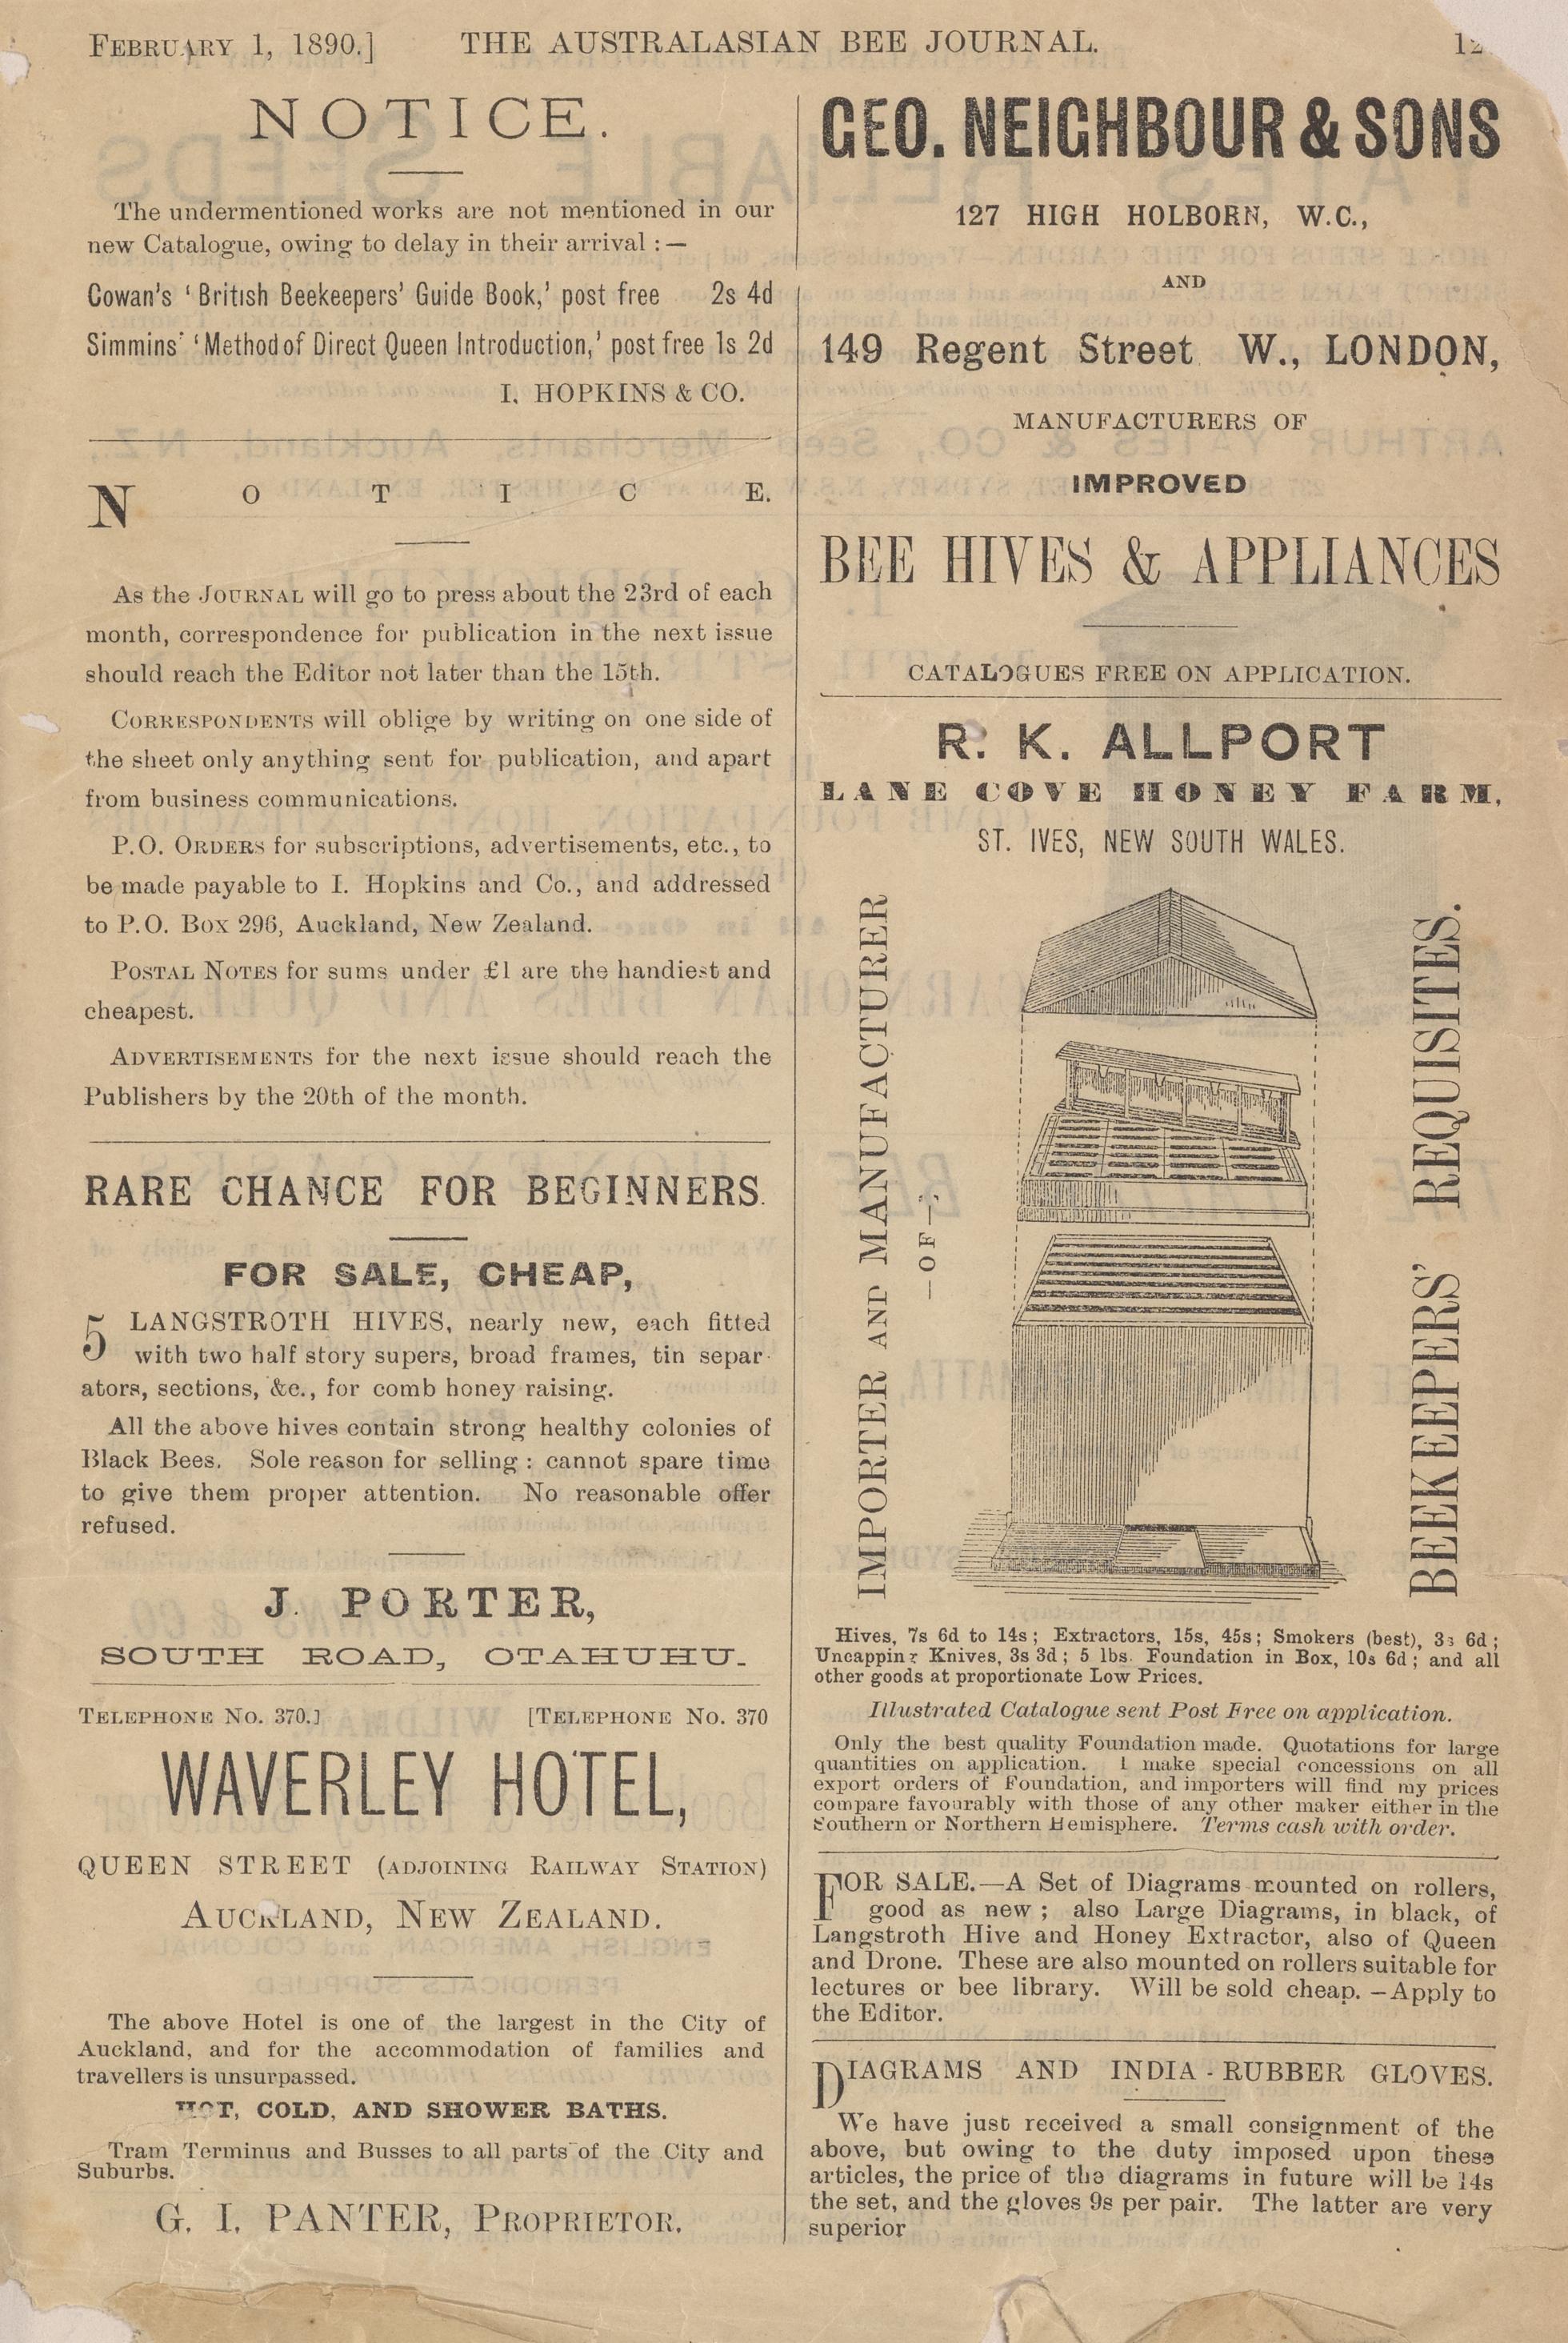 FEBRUARY 1, 1890.] THE AUSTRALASIAN BEE JOURNAL.
NOTICE.
The undermentioned works are not mentioned in our
new Catalogue, owing to delay in their arrival :—
Cowan's ‘British Beekeepers' Guide Book,’ post free 2s 4d
Simmins' ‘Method of Direct Queen Introduction,’ post free 1s 2d
I. HOPKINS & CO.
NOTICE.
As the JOURNAL will go to press about the 23rd of each
month, correspondence for publication in the next issue
should reach the Editor not later than the 15th.
CORRESPONDENTS will oblige by writing on one side of
the sheet only anything sent for publication, and apart
from business communications.
P.O. ORDERS for subscriptions, advertisements, etc., to
be made payable to I. Hopkins and Co., and addressed
to P.O. Box 296, Auckland, New Zealand.
POSTAL NOTES for sums under £1 are the handiest and
cheapest.
ADVERTISEMENTS for the next issue should reach the
Publishers by the 20th of the month.
RARE CHANCE FOR BEGINNERS.
FOR SALE, CHEAP,
5 LANGSTROTH HIVES, nearly new, each fitted
with two half story supers, broad frames, tin separ-
ators, sections, &c., for comb honey raising.
All the above hives contain strong healthy colonies of
Black Bees. Sole reason for selling : cannot spare time
to give them proper attention. No reasonable offer
refused.
J. PORTER,
SOUTH ROAD, OTAHUHU.
TELEPHONE NO. 370.] [TELEPHONE NO. 370
WAVERLEY HOTEL,
QUEEN STREET (ADJOINING RAILWAY STATION)
AUCKLAND, NEW ZEALAND.
The above Hotel is one of the largest in the City of
Auckland, and for the accommodation of families and
travellers is unsurpassed.
HOT, COLD, AND SHOWER BATHS.
Tram Terminus and Busses to all parts of the City and
Suburbs.
G. I. PANTER, PROPRIETOR.
GEO. NEIGHBOUR & SONS
127 HIGH HOLBORN, W.C.,
AND
149 Regent Street W., LONDON,
MANUFACTURERS OF
IMPROVED
BEE HIVES & APPLIANCES
CATALOGUES FREE ON APPLICATION.
R. K. ALLPORT
LANE COVE HONEY FARM,
ST. IVES, NEW SOUTH WALES.
IMPORTER AND MANUFACTURER
—OF—
BEEKEEPERS' REQUISITES.
Hives, 7s 6d to 14s; Extractors, 15s, 45s; Smokers (best), 3s 6d;
Uncapping Knives, 3s 3d; 5 lbs. Foundation in Box, 10s 6d; and all
other goods at proportionate Low Prices.
Illustrated Catalogue sent Post Free on application.
Only the best quality Foundation made. Quotations for large
quantities on application. I make special concessions on all
export orders of Foundation, and importers will find my prices
compare favourably with those of any other maker either in the
Southern or Northern Hemisphere. Terms cash with order.
FOR SALE.—A Set of Diagrams mounted on rollers,
good as new; also Large Diagrams, in black, of
Langstroth Hive and Honey Extractor, also of Queen
and Drone. These are also mounted on rollers suitable for
lectures or bee library. Will be sold cheap. —Apply to
the Editor.
DIAGRAMS AND INDIA-RUBBER GLOVES.
We have just received a small consignment of the
above, but owing to the duty imposed upon these
articles, the price of the diagrams in future will be 14s
the set, and the gloves 9s per pair. The latter are very
superior